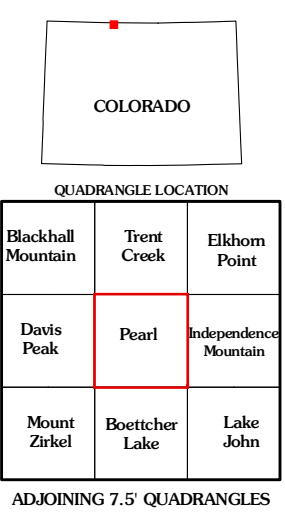 COLORADO
QUADRANGLE LOCATION
Blackhall
Mountain
Trent
Creek
Elkhorn
Point
Davis
Peak
Pearl
Independence
Mountain
Mount
Zirkel
Boettcher
Lake
Lake
John
ADJOINING 7.5' QUADRANGLES